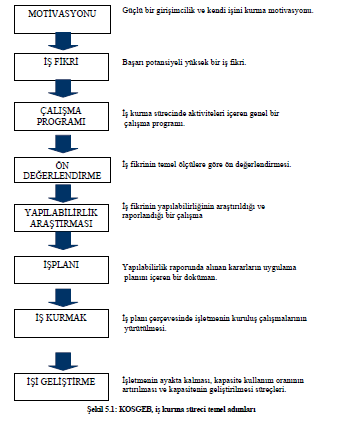 MOTİVASYONU
Güçlü bir girişimcilik ve kendi işini kurma motivasyonu.
İŞ FİKRİ
Başarı potansiyeli yüksek bir iş fikri.
ÇALIŞMA
PROGRAMI
İş kurma sürecinde aktiviteleri içeren genel bir
çalışma programı.
ÖN
DEĞERLENDİRME
İş fikrinin temel ölçülere göre ön değerlendirmesi.
YAPILABİLİRLİK
ARAŞTIRMASI
İş fikrinin yapılabilirliğinin araştırıldığı ve
raporlandığı bir çalışma
İŞPLANI
Yapılabilirlik raporunda alınan kararların uygulama
planını içeren bir doküman.
İŞ KURMAK
İş planı çerçevesinde işletmenin kuruluş çalışmalarının
yürütülmesi.
İŞİ GELİŞTİRME
İşletmenin ayakta kalması, kapasite kullanım oranının
artırılması ve kapasitenin geliştirilmesi süreçleri.
Şekil 5.1: KOSGEB, iş kurma süreci temel adımları